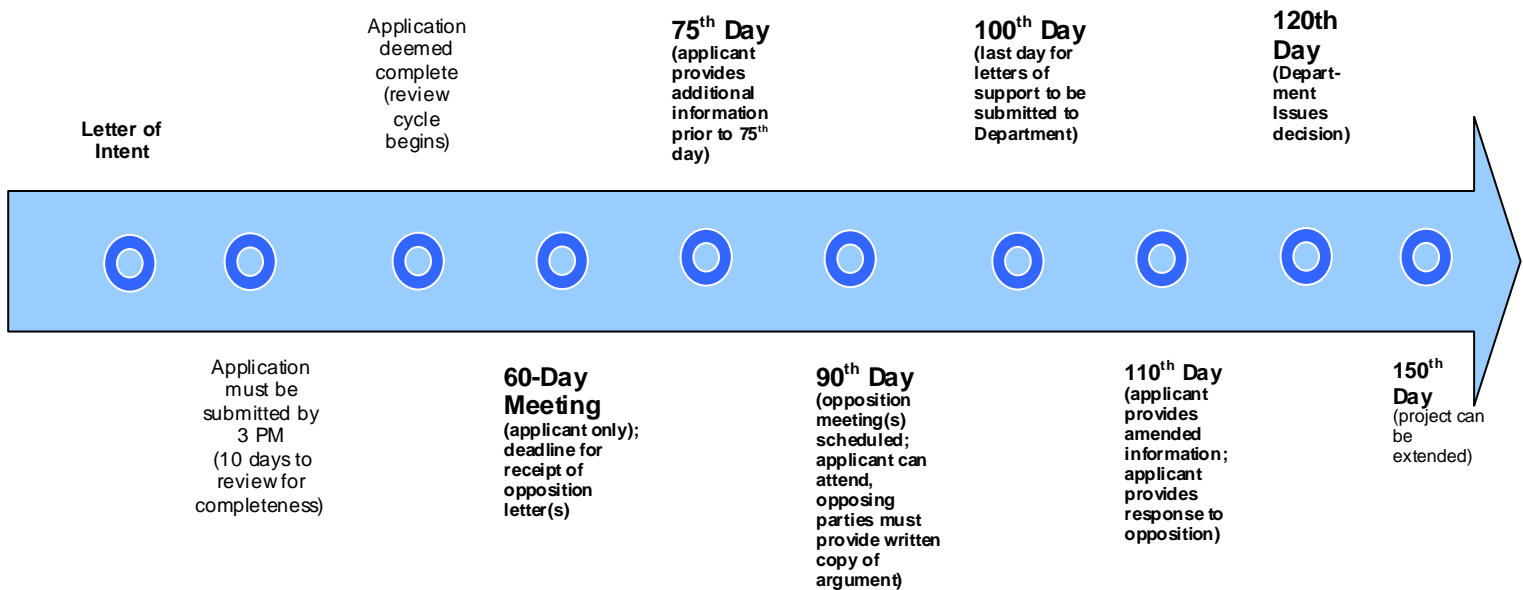 Letter of
Intent
Application
must be
submitted by
3 PM
(10 days to
review for
completeness)
Application
deemed
complete
(review
cycle
begins)
60-Day
Meeting
(applicant only);
deadline for
receipt of
opposition
letter(s)
75th Day
(applicant
provides
additional
information
prior to 75th
day)
90th Day
(opposition
meeting(s)
scheduled;
applicant can
attend,
opposing
parties must
provide written
copy of
argument)
100th Day
(last day for
letters of
support to be
submitted to
Department)
110th Day
(applicant
provides
amended
information;
applicant
provides
response to
opposition)
120th
Day
(Depart-
ment
Issues
decision)
150th
Day
(project can
be
extended)